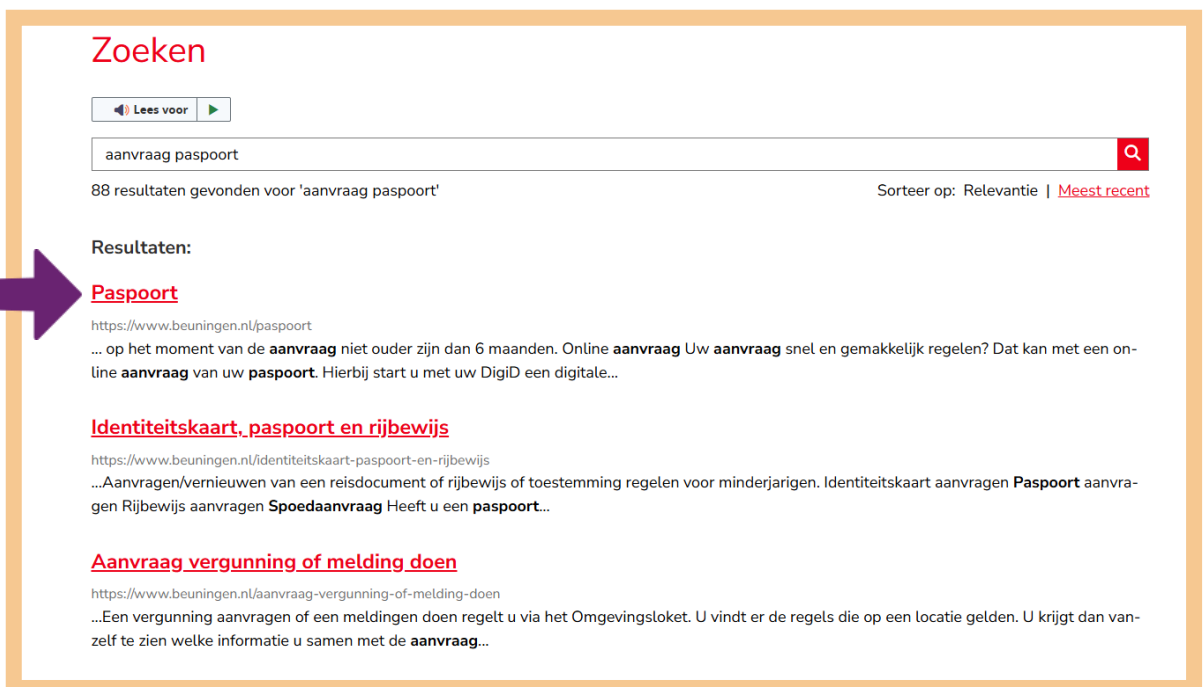 Zoeken
Lees voor
aanvraag paspoort
88 resultaten gevonden voor 'aanvraag paspoort'
Sorteer op: Relevantie | Meest recent
Resultaten:
Paspoort
https://www.beuningen.nl/paspoort
... op het moment van de aanvraag niet ouder zijn dan 6 maanden. Online aanvraag Uw aanvraag snel en gemakkelijk regelen? Dat kan met een on-
line aanvraag van uw paspoort. Hierbij start u met uw DigiD een digitale...
Identiteitskaart, paspoort en rijbewijs
https://www.beuningen.nl/identiteitskaart-paspoort-en-rijbewijs
...Aanvragen/vernieuwen van een reisdocument of rijbewijs of toestemming regelen voor minderjarigen. Identiteitskaart aanvragen Paspoort aanvra-
gen Rijbewijs aanvragen Spoedaanvraag Heeft u een paspoort...
Aanvraag vergunning of melding doen
https://www.beuningen.nl/aanvraag-vergunning-of-melding-doen
...Een vergunning aanvragen of een meldingen doen regelt u via het Omgevingsloket. U vindt er de regels die op een locatie gelden. U krijgt dan van-
zelf te zien welke informatie u samen met de aanvraag...